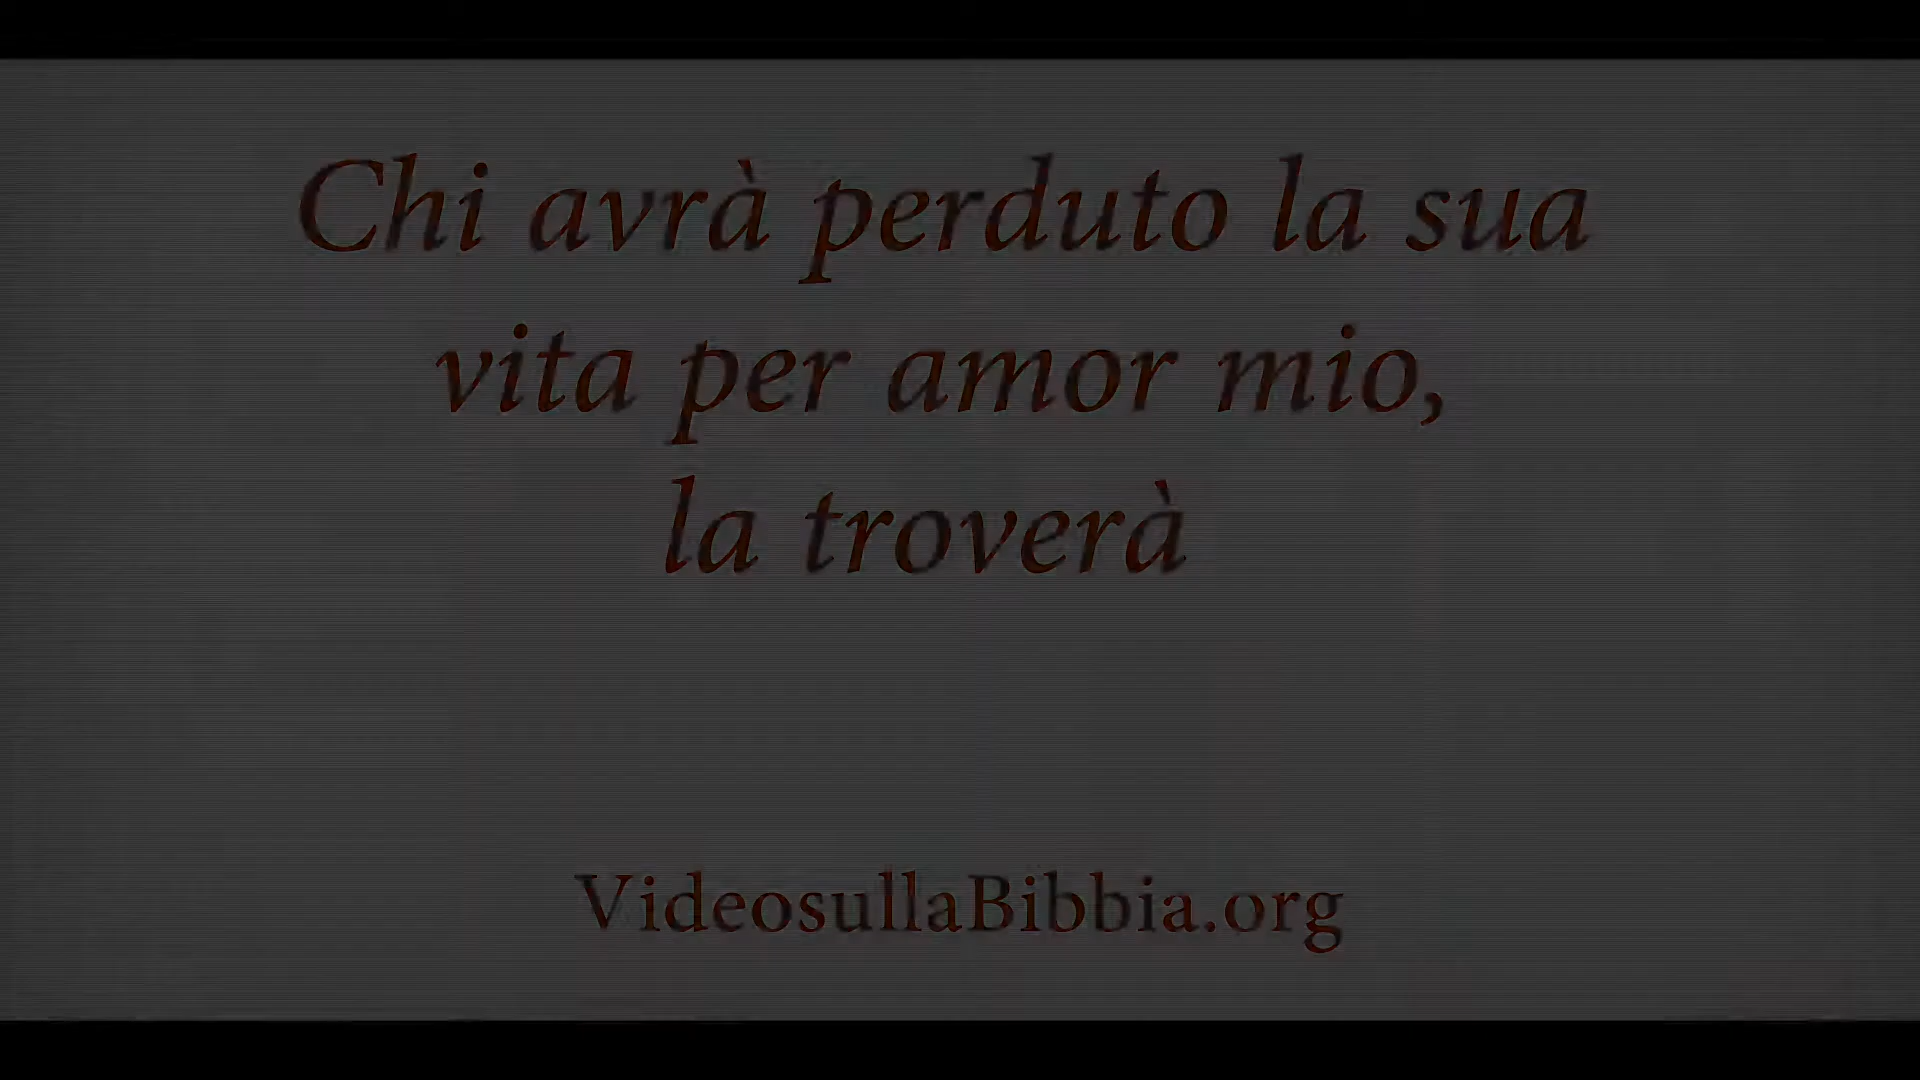 Chi avrà perduto la sua
vita per amor mio,
la troverà
VideosullaBibbia.org